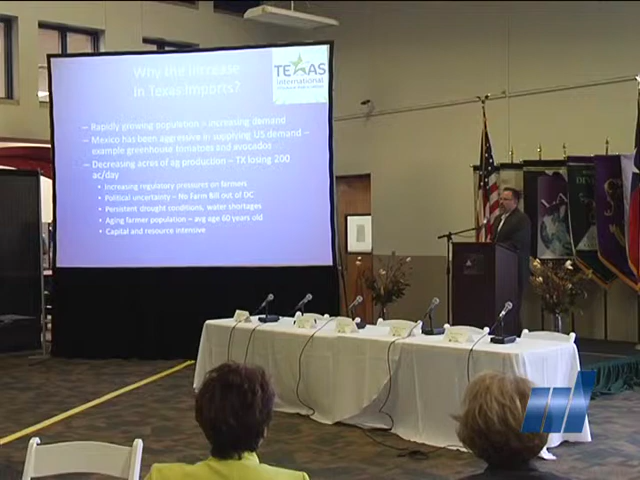 Why the Increase
in Texas Imports?
TEXAS
International
– Rapidly growing population > increasing demand
– Mexico has been aggressive in supplying US demand –
example greenhouse tomatoes and avocados
– Decreasing acres of ag production – TX losing 200
ac/day
• Increasing regulatory pressures on farmers
• Political uncertainty – No Farm Bill out of DC
• Persistent drought conditions, water shortages
• Aging farmer population – avg age 60 years old
• Capital and resource intensive